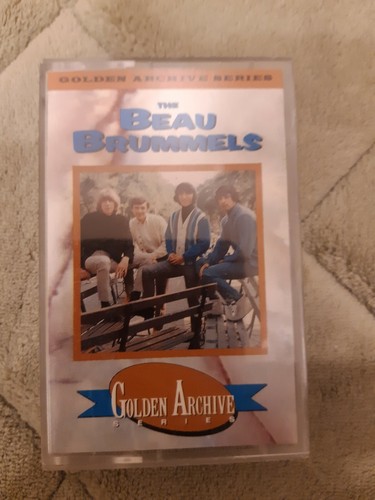 GOLDEN ARCHIVE SERIES
THE
BEAU
BRUMMELS
GOLDEN ARCHIVE
SERIES